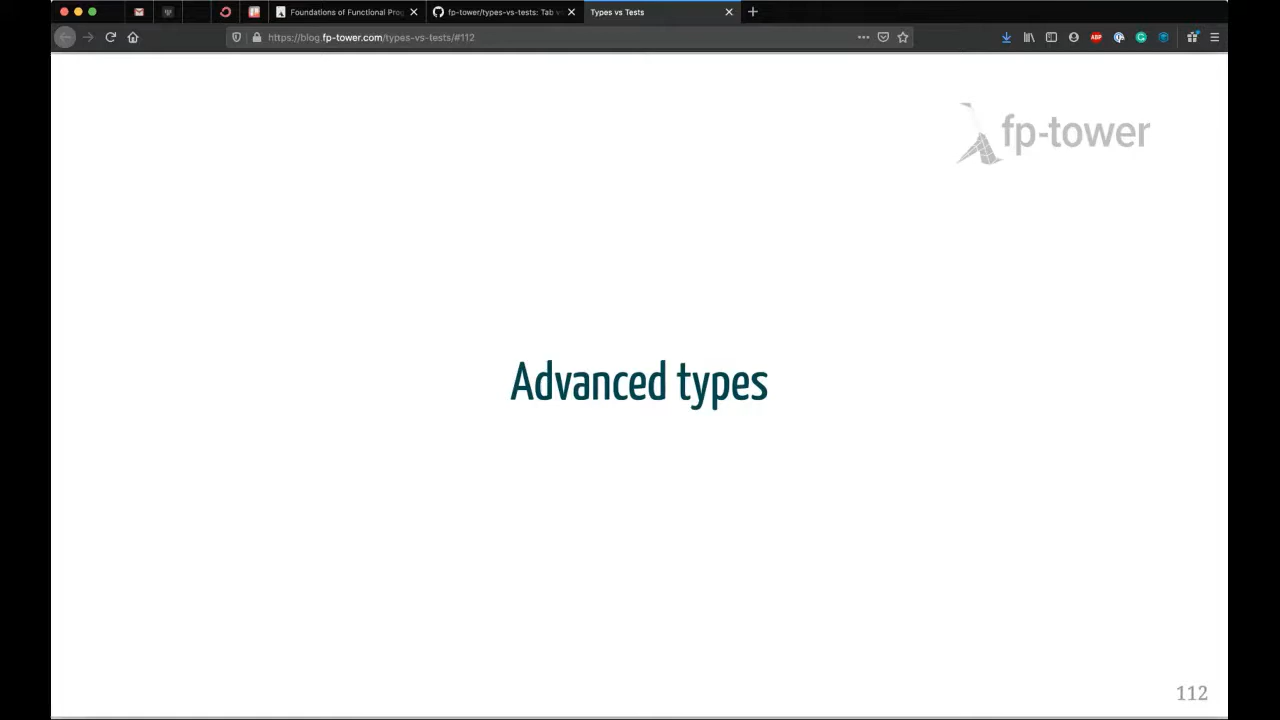 Foundations of Functional Prog
fp-tower/types-vs-tests: Tab v
Types vs Tests
https://blog.fp-tower.com/types-vs-tests/#112
ABP
fp-tower
Advanced types
112